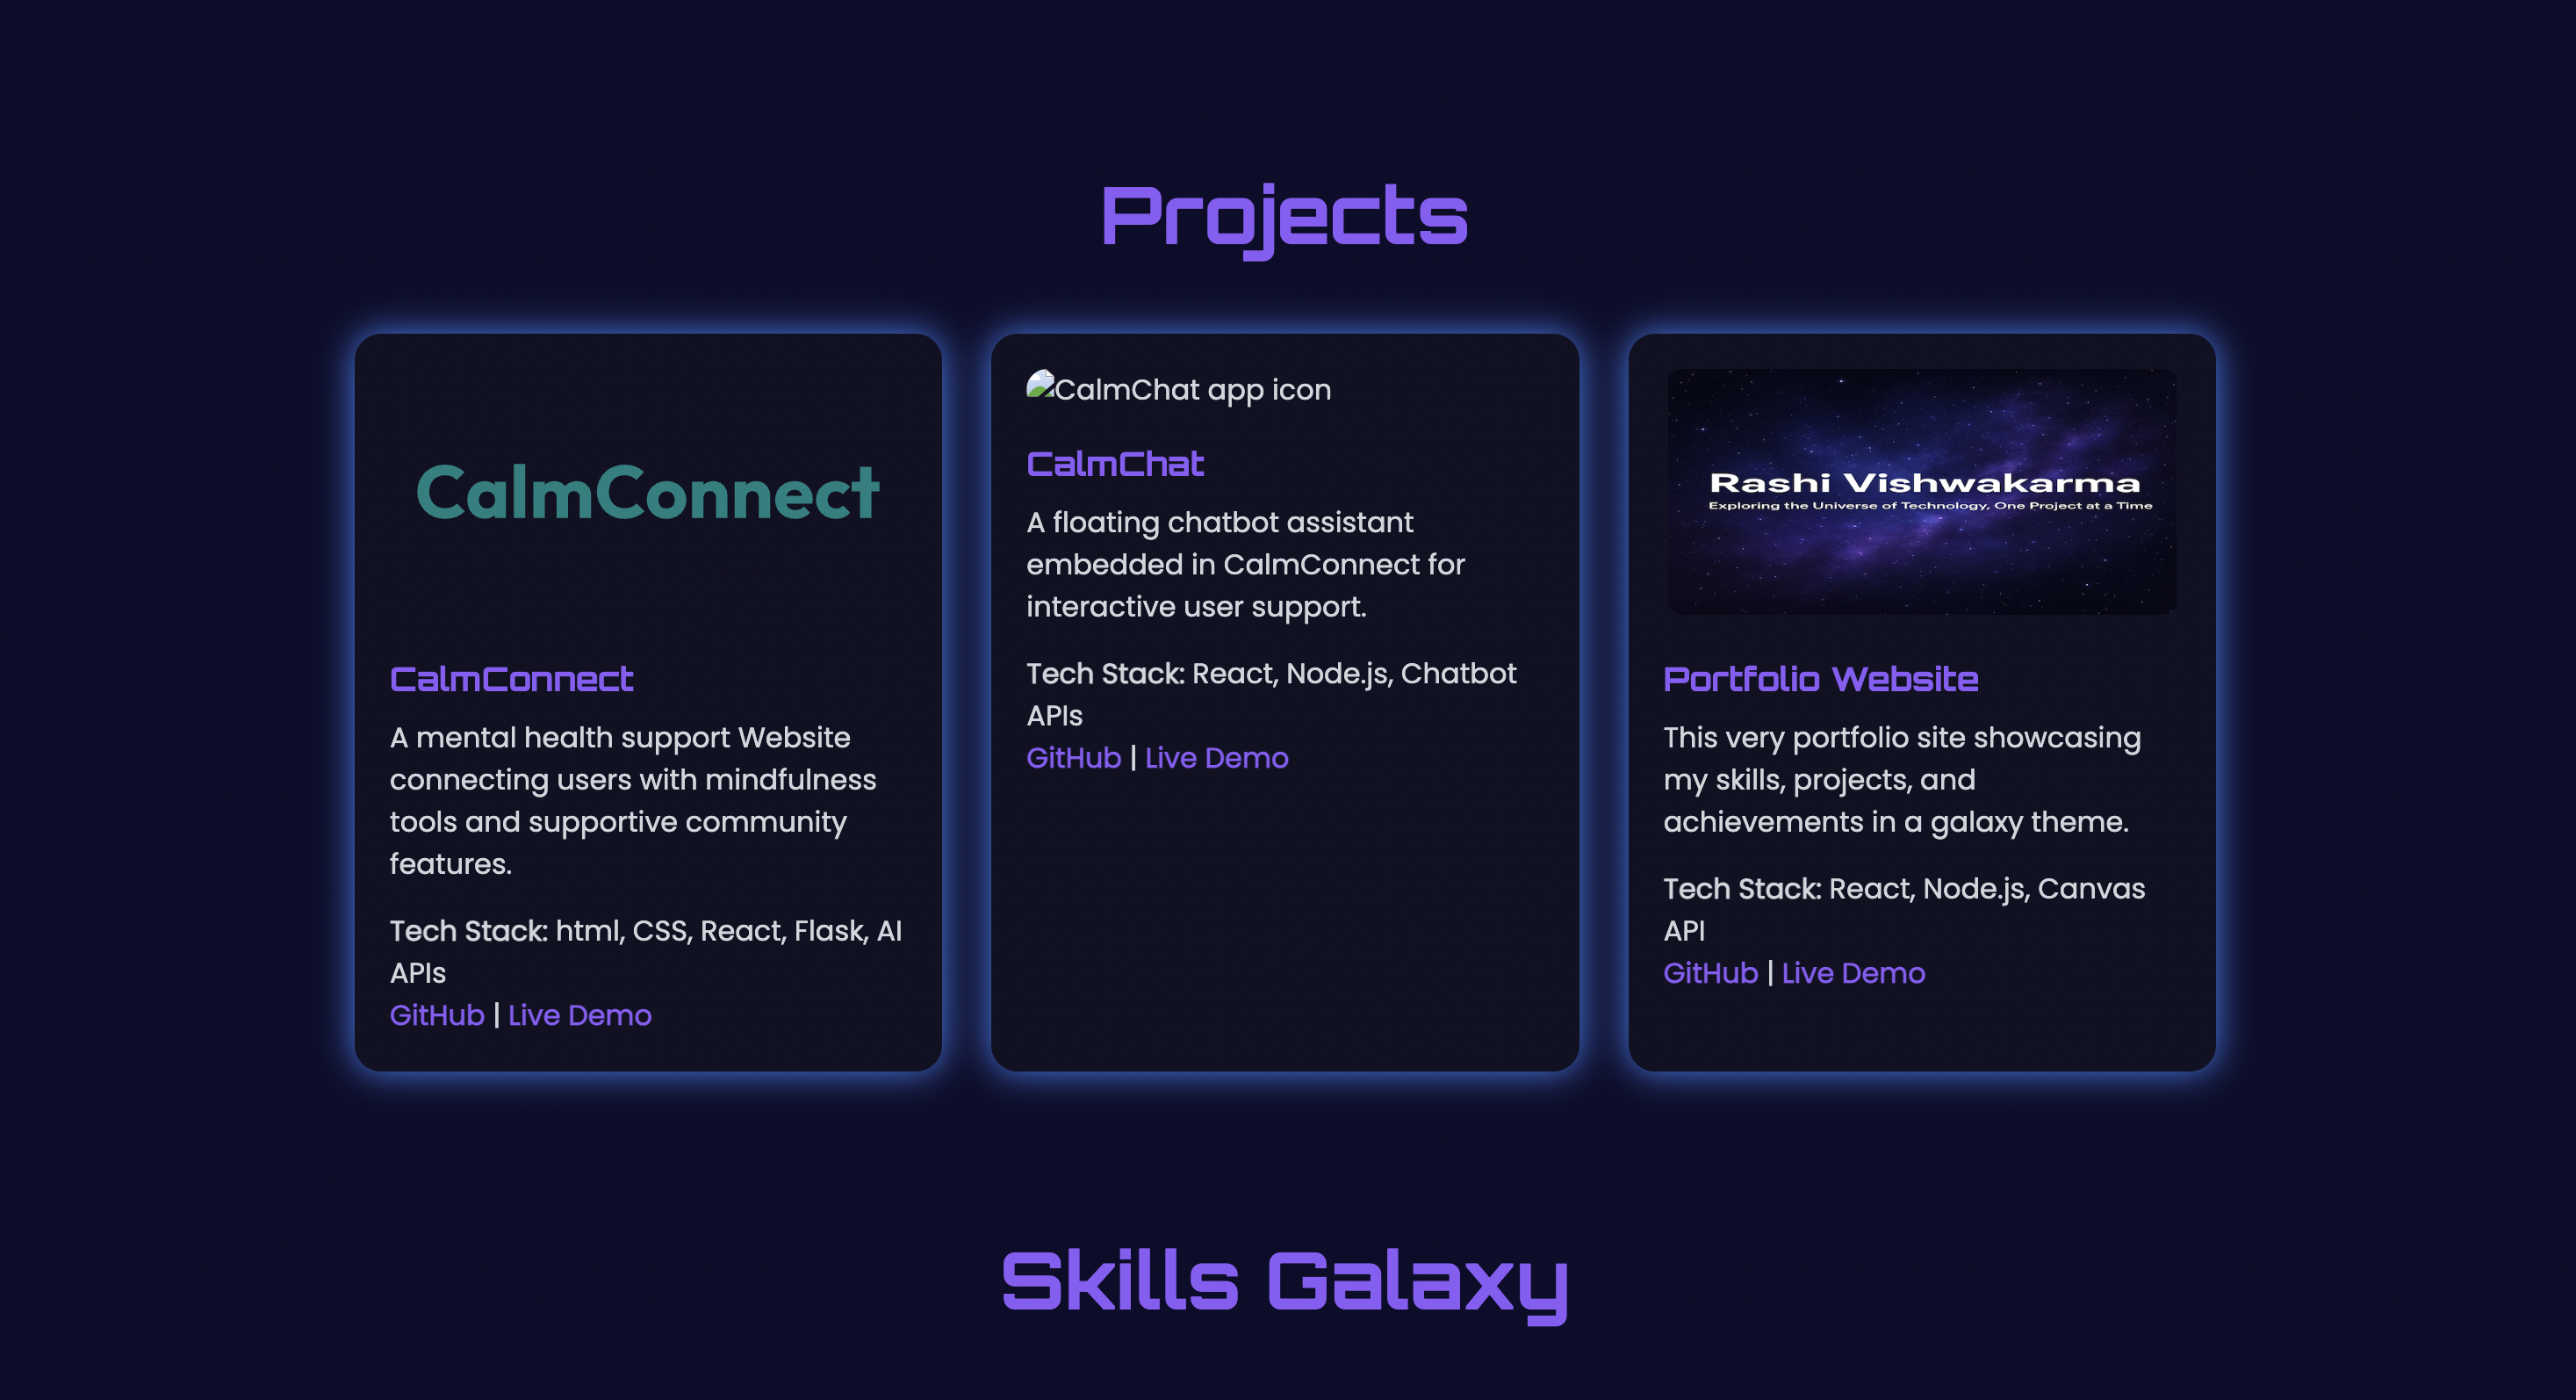 Projects
CalmConnect
CalmConnect
A mental health support Website
connecting users with mindfulness
tools and supportive community
features.
Tech Stack: html, CSS, React, Flask, AI
APIs
GitHub | Live Demo
CalmChat app icon
CalmChat
A floating chatbot assistant
embedded in CalmConnect for
interactive user support.
Tech Stack: React, Node.js, Chatbot
APIs
GitHub | Live Demo
Rashi Vishwakarma
Exploring the Universe of Technology, One Project at a Time
Portfolio Website
This very portfolio site showcasing
my skills, projects, and
achievements in a galaxy theme.
Tech Stack: React, Node.js, Canvas
API
GitHub | Live Demo
Skills Galaxy